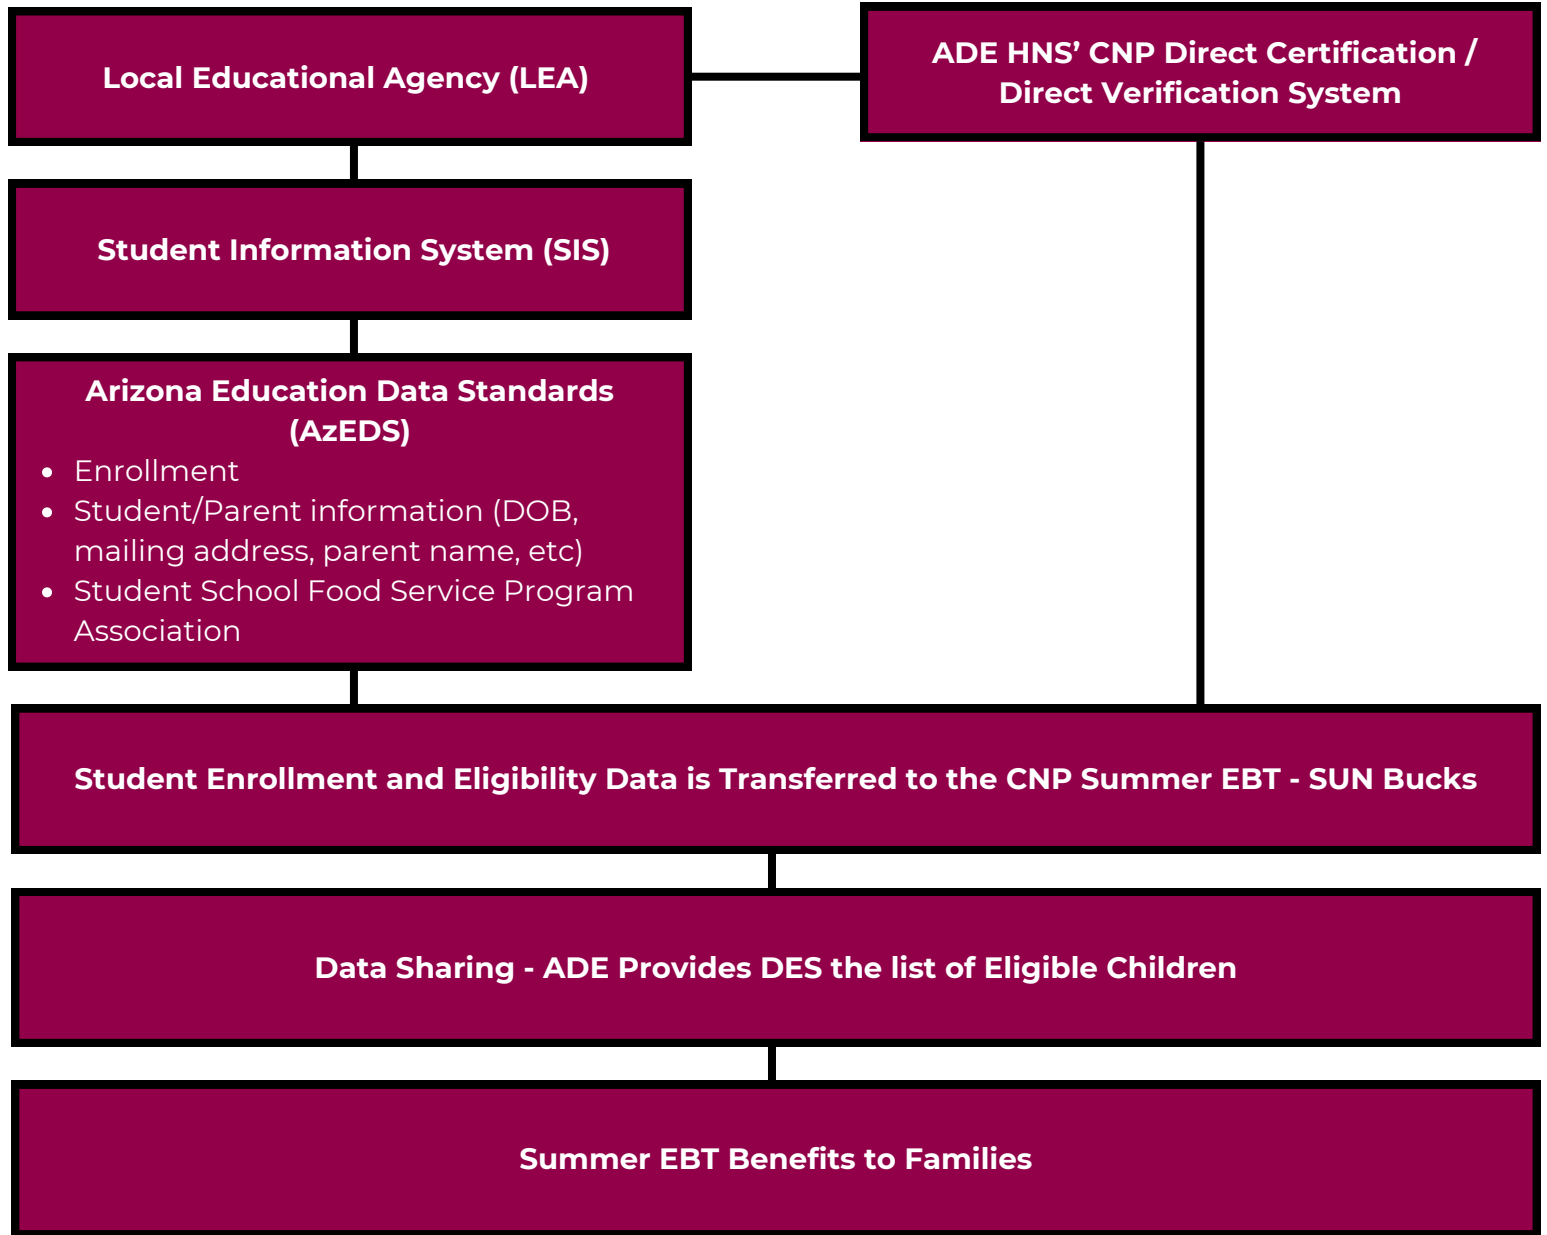 Local Educational Agency (LEA)
ADE HNS’ CNP Direct Certification /
Direct Verification System
Student Information System (SIS)
Arizona Education Data Standards
(AzEDS)
• Enrollment
• Student/Parent information (DOB,
mailing address, parent name, etc)
• Student School Food Service Program
Association
Student Enrollment and Eligibility Data is Transferred to the CNP Summer EBT - SUN Bucks
Data Sharing - ADE Provides DES the list of Eligible Children
Summer EBT Benefits to Families